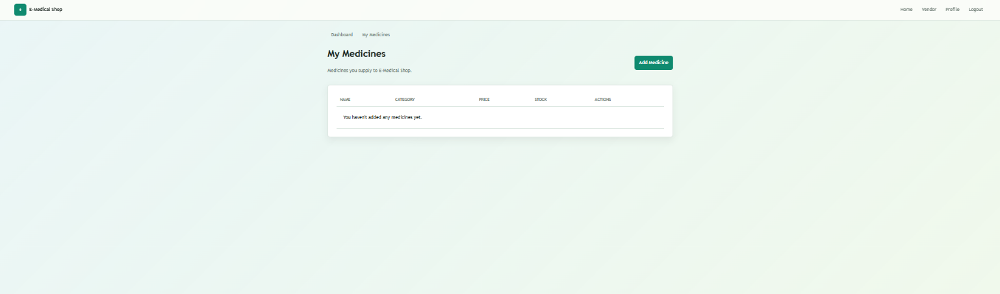 E-Medical Shop
Home Vendor Profile Logout
Dashboard My Medicines
My Medicines
Add Medicine
Medicines you supply to E-Medical Shop.
NAME CATEGORY PRICE STOCK ACTIONS
You haven't added any medicines yet.